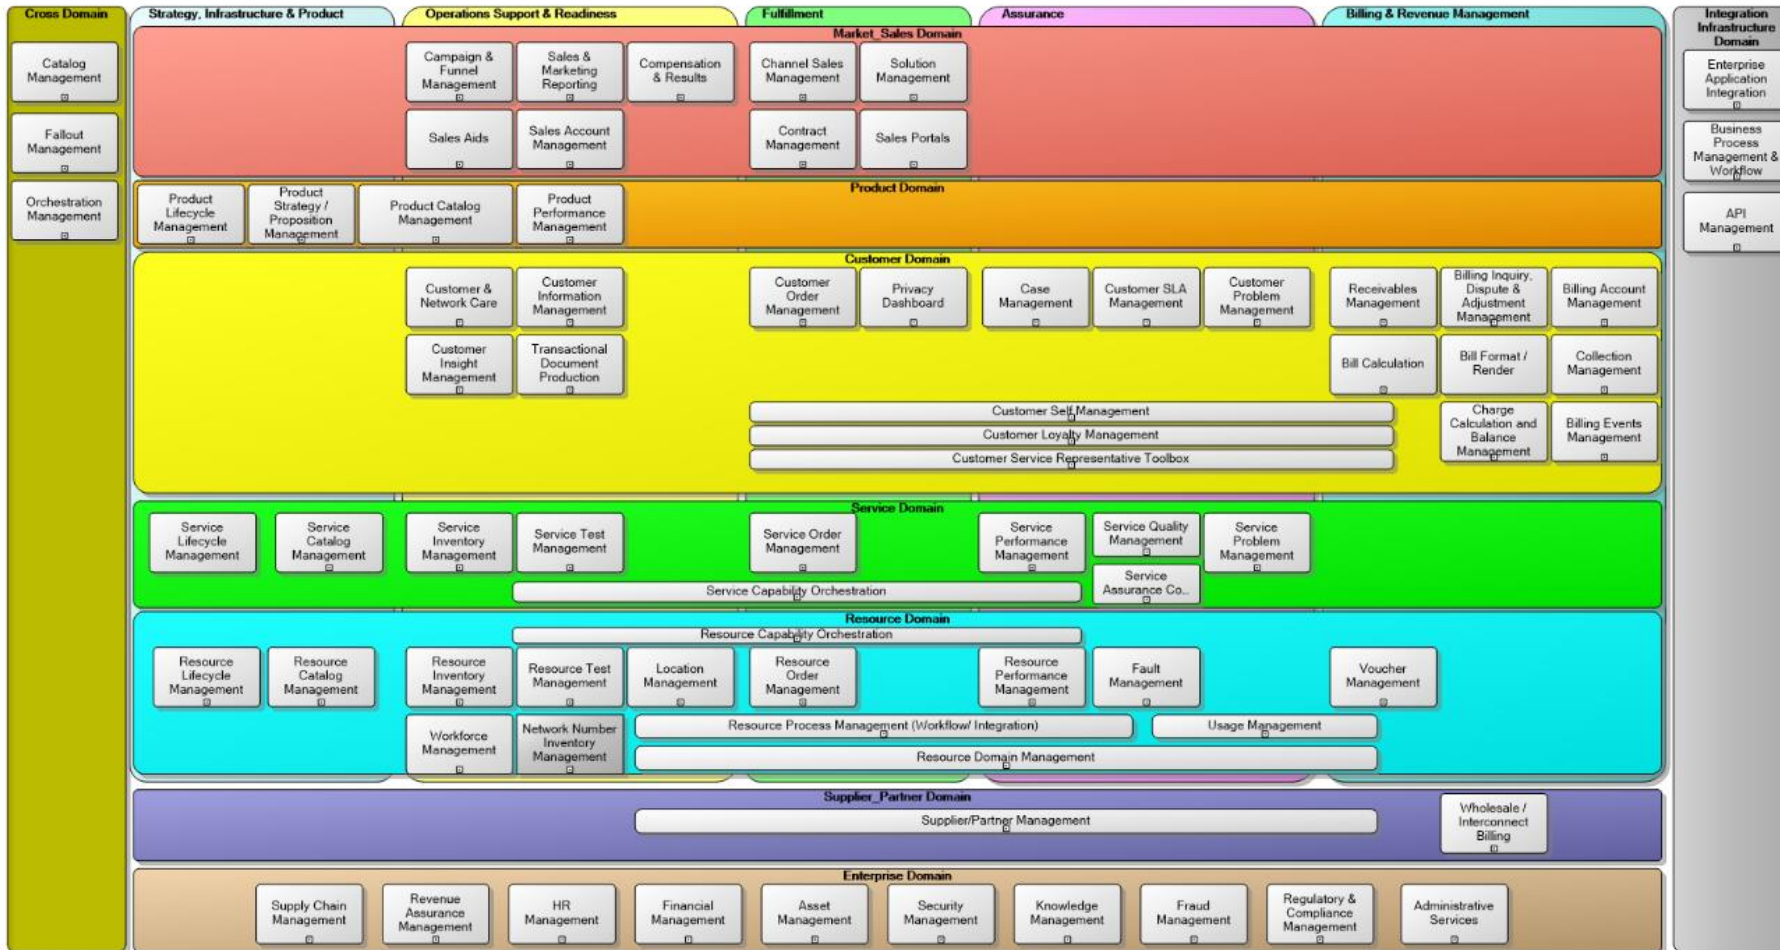 Cross Domain
Catalog
Management
Fallout
Management
Orchestration
Management
Strategy, Infrastructure & Product
Operations Support & Readiness
Fulfillment
Assurance
Billing & Revenue Management
Market_Sales Domain
Campaign &
Funnel
Management
Sales &
Marketing
Reporting
Compensation
& Results
Channel Sales
Management
Solution
Management
Sales Aids
Sales Account
Management
Contract
Management
Sales Portals
Product Domain
Product
Lifecycle
Management
Product
Strategy /
Proposition
Management
Product Catalog
Management
Product
Performance
Management
Customer Domain
Customer &
Network Care
Customer
Information
Management
Customer
Order
Management
Privacy
Dashboard
Case
Management
Customer SLA
Management
Customer
Problem
Management
Receivables
Management
Billing Inquiry,
Dispute &
Adjustment
Management
Billing Account
Management
Customer
Insight
Management
Transactional
Document
Production
Bill Calculation
Bill Format /
Render
Collection
Management
Customer Self Management
Customer Loyalty Management
Customer Service Representative Toolbox
Charge
Calculation and
Balance
Management
Billing Events
Management
Service Domain
Service
Lifecycle
Management
Service
Catalog
Management
Service
Inventory
Management
Service Test
Management
Service Order
Management
Service
Performance
Management
Service Quality
Management
Service
Problem
Management
Service Capability Orchestration
Service
Assurance Co...
Resource Domain
Resource Capability Orchestration
Resource
Lifecycle
Management
Resource
Catalog
Management
Resource
Inventory
Management
Resource Test
Management
Location
Management
Resource
Order
Management
Resource
Performance
Management
Fault
Management
Voucher
Management
Workforce
Management
Network Number
Inventory
Management
Resource Process Management (Workflow/ Integration)
Usage Management
Resource Domain Management
Supplier_Partner Domain
Supplier/Partner Management
Wholesale /
Interconnect
Billing
Enterprise Domain
Supply Chain
Management
Revenue
Assurance
Management
HR
Management
Financial
Management
Asset
Management
Security
Management
Knowledge
Management
Fraud
Management
Regulatory &
Compliance
Management
Administrative
Services
Integration
Infrastructure
Domain
Enterprise
Application
Integration
Business
Process
Management &
Workflow
API
Management